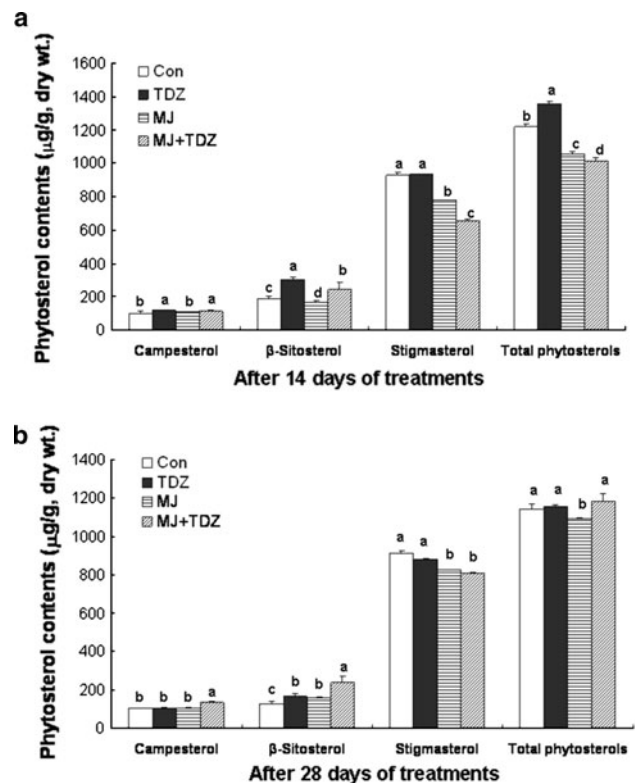 a
Phytosterol contents (µg/g, dry wt.)
1600
1400
1200
1000
800
600
400
200
0
Con
TDZ
MJ
MJ+TDZ
b a b a
c a d b
a a b c
b a c d
Campesterol β-Sitosterol Stigmasterol Total phytosterols
After 14 days of treatments
b
Phytosterol contents (µg/g, dry wt.)
1400
1200
1000
800
600
400
200
0
Con
TDZ
MJ
MJ+TDZ
b b b a
c b b a
a a b b
a a b a
Campesterol β-Sitosterol Stigmasterol Total phytosterols
After 28 days of treatments